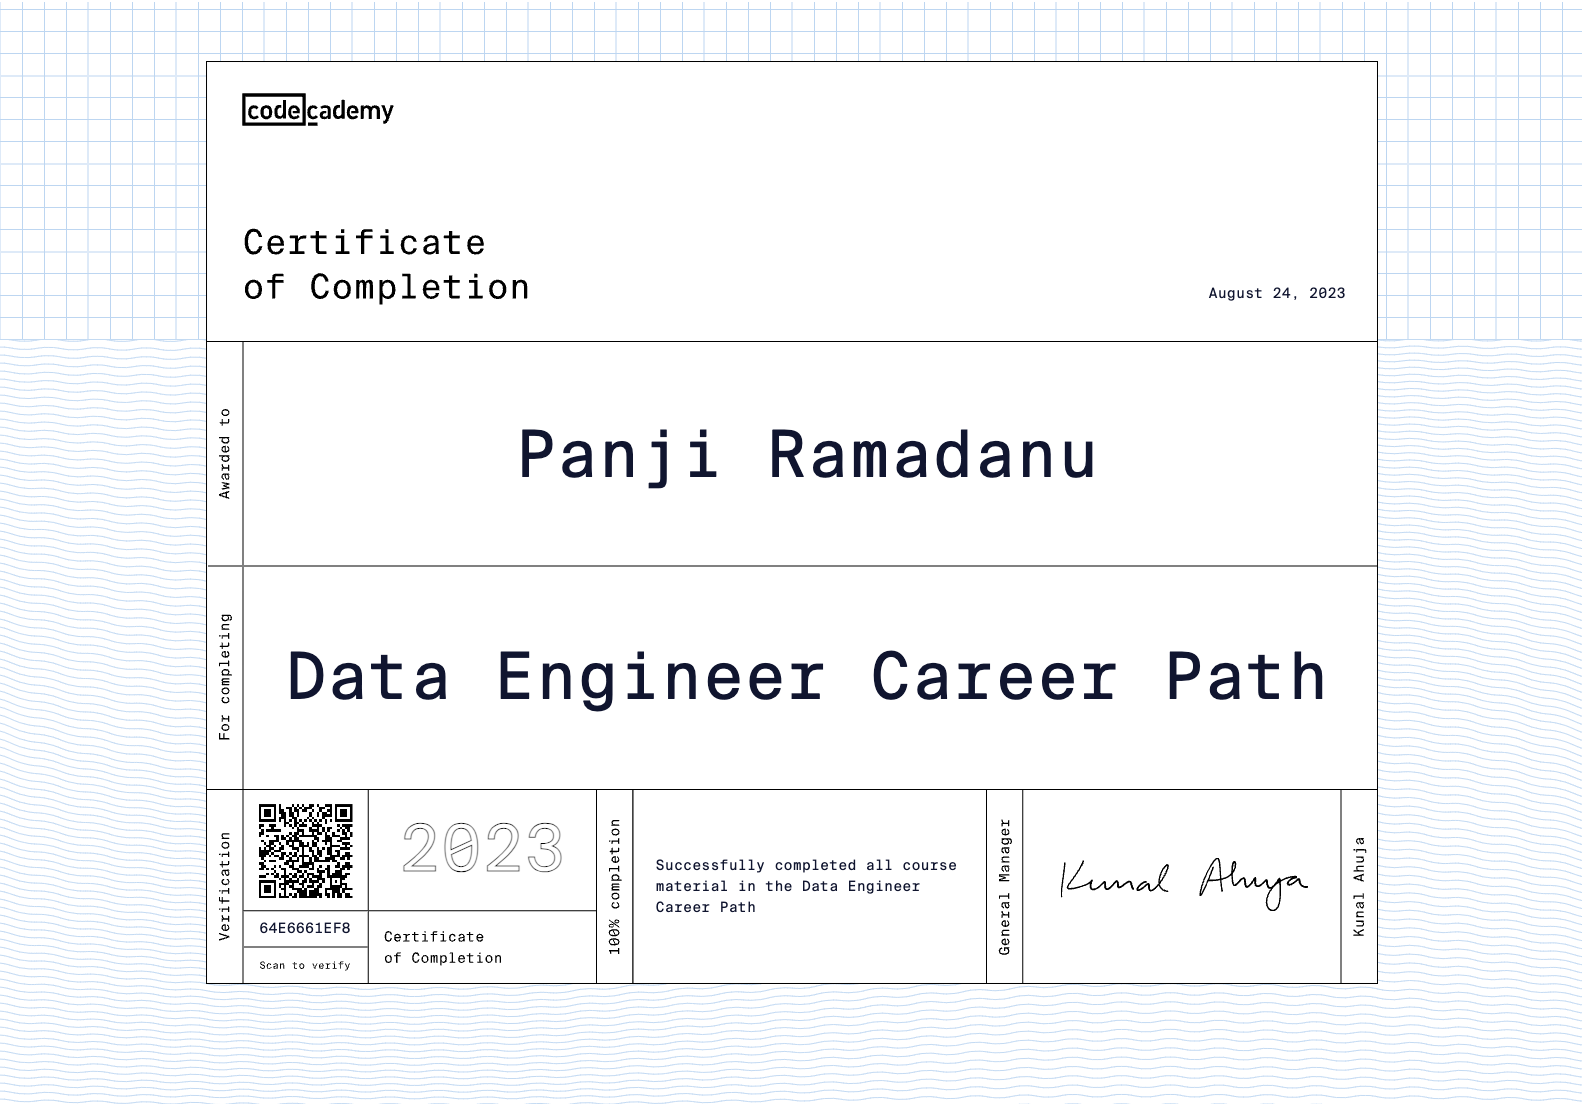 codecademy
Certificate
of Completion
August 24, 2023
Awarded to
Panji Ramadanu
For completing
Data Engineer Career Path
Verification
64E6661EF8
Scan to verify
2023
Certificate
of Completion
100% completion
Successfully completed all course
material in the Data Engineer
Career Path
General Manager
Kunal Ahuja
Kunal Ahuja